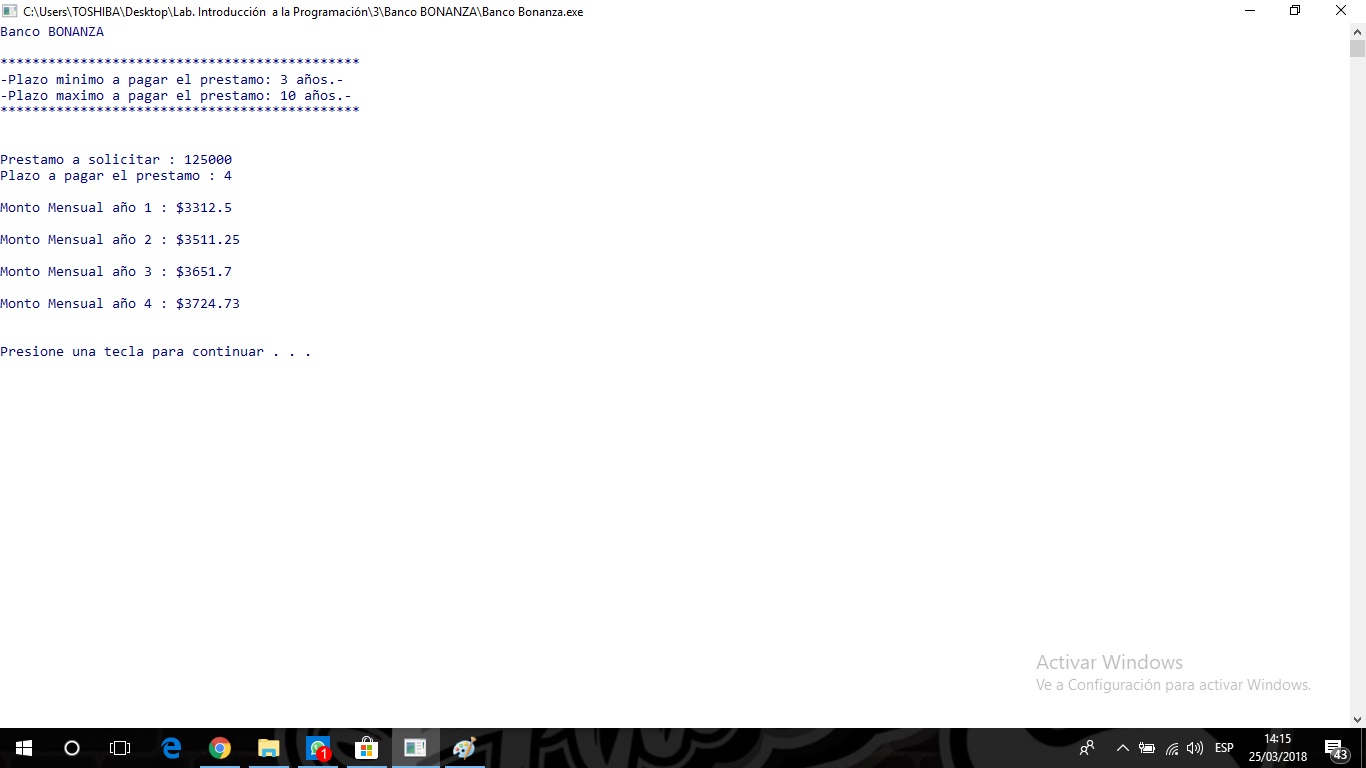 C:\Users\TOSHIBA\Desktop\Lab. Introducción  a la Programación\3\Banco BONANZA\Banco Bonanza.exe
Banco BONANZA
*********************************************
-Plazo minimo a pagar el prestamo: 3 años.-
-Plazo maximo a pagar el prestamo: 10 años.-
*********************************************
Prestamo a solicitar : 125000
Plazo a pagar el prestamo : 4
Monto Mensual año 1 : $3312.5
Monto Mensual año 2 : $3511.25
Monto Mensual año 3 : $3651.7
Monto Mensual año 4 : $3724.73
Presione una tecla para continuar . . .
Activar Windows
Ve a Configuración para activar Windows.
1
ESP
14:15
25/03/2018
43